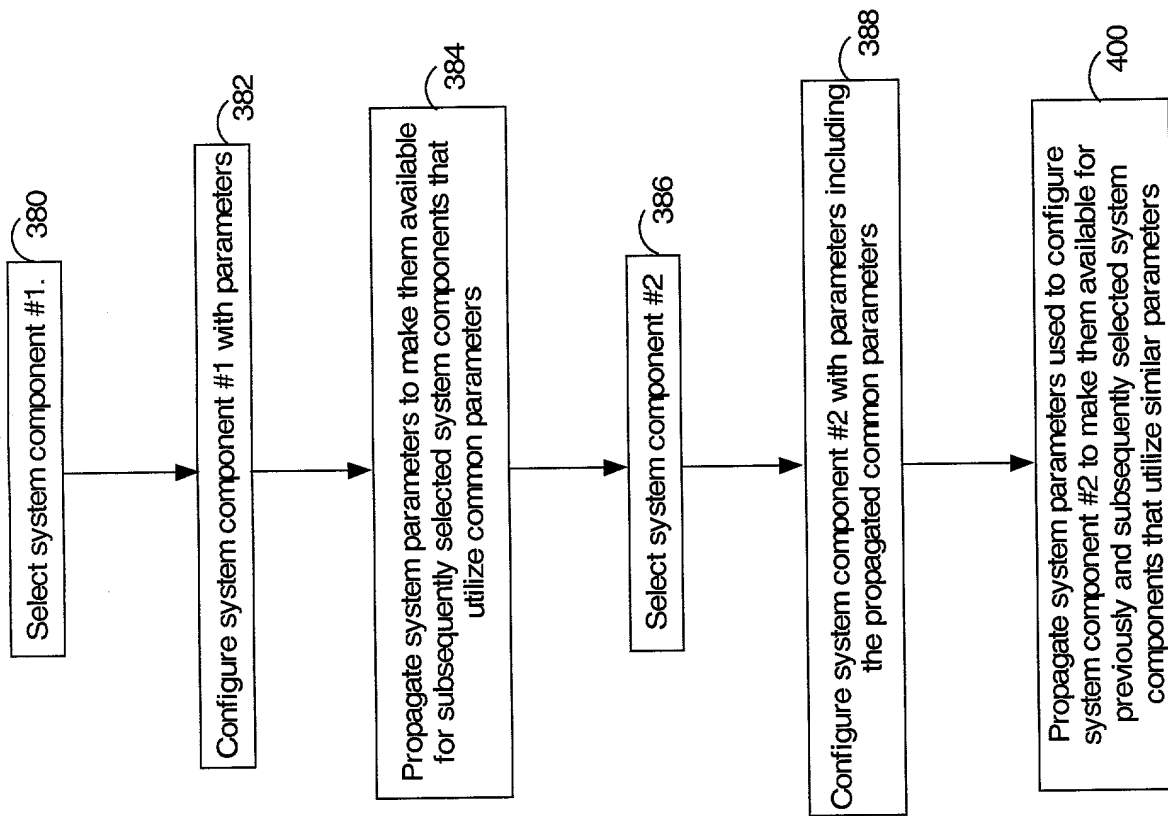 Select system component #1.
380
Configure system component #1 with parameters
382
Propagate system parameters to make them available
for subsequently selected system components that
utilize common parameters
384
Select system component #2
386
Configure system component #2 with parameters including
the propagated common parameters
388
Propagate system parameters used to configure
system component #2 to make them available for
previously and subsequently selected system
components that utilize similar parameters
400